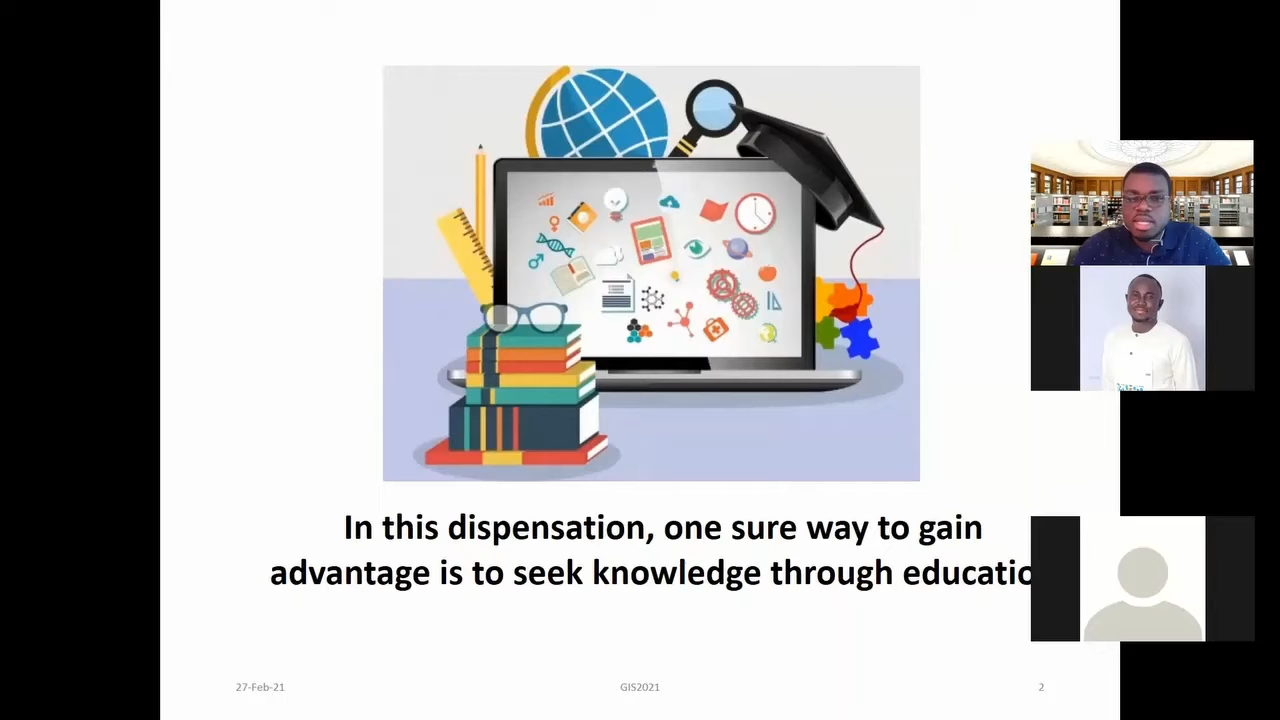 In this dispensation, one sure way to gain
advantage is to seek knowledge through educatio
27-Feb-21
GIS2021
2